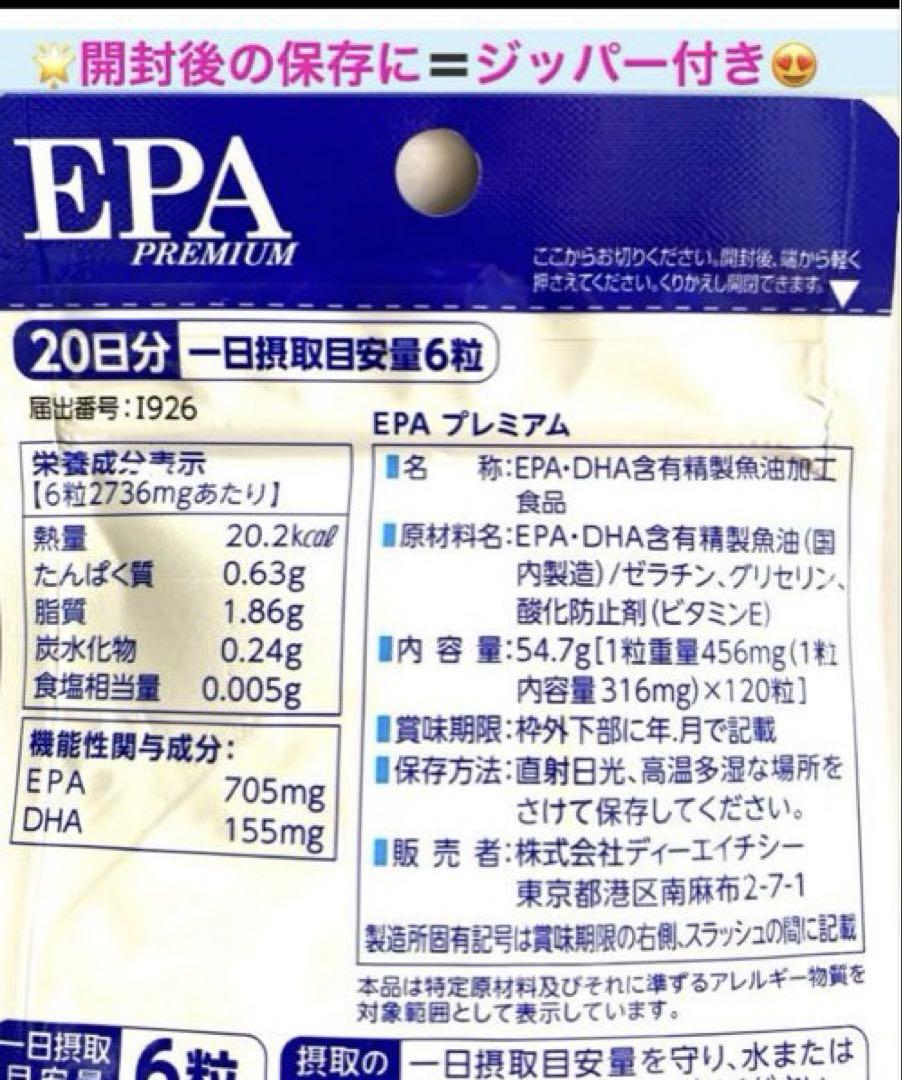 🌟開封後の保存に=ジッパー付き😍
EPA
PREMIUM
ここからお切りください。開封後、端から軽く
押さえてください。くりかえし開閉できます。
20日分 一日摂取目安量6粒
届出番号:I926
栄養成分表示
【6粒2736mgあたり】
熱量 20.2kcal
たんぱく質 0.63g
脂質 1.86g
炭水化物 0.24g
食塩相当量 0.005g
機能性関与成分:
EPA 705mg
DHA 155mg
EPA プレミアム
名 称:EPA・DHA含有精製魚油加工
食品
原材料名:EPA・DHA含有精製魚油(国
内製造)/ゼラチン、グリセリン、
酸化防止剤(ビタミンE)
内 容 量:54.7g[1粒重量456mg(1粒
内容量316mg)×120粒]
賞味期限:枠外下部に年.月で記載
保存方法:直射日光、高温多湿な場所を
さけて保存してください。
販 売 者:株式会社ディーエイチシー
東京都港区南麻布2-7-1
製造所固有記号は賞味期限の右側、スラッシュの間に記載
本品は特定原材料及びそれに準ずるアレルギー物質を
対象範囲として表示しています。
一日摂取
目安量
6粒
摂取の
一日摂取目安量を守り、水または